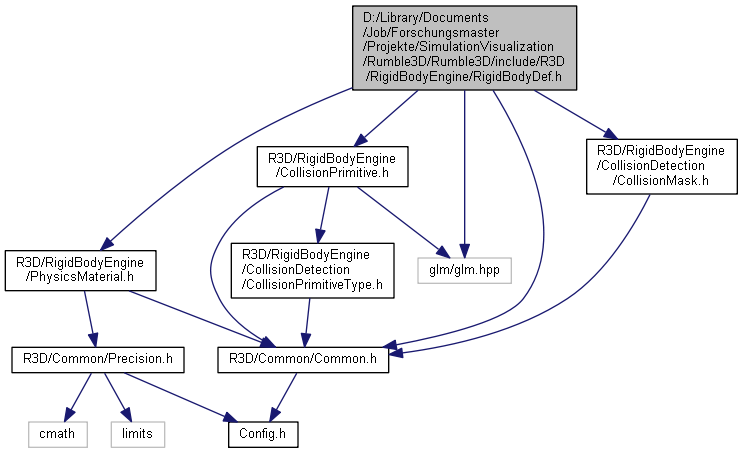 D:/Library/Documents
/Job/Forschungsmaster
/Projekte/SimulationVisualization
/Rumble3D/Rumble3D/include/R3D
/RigidBodyEngine/RigidBodyDef.h
R3D/RigidBodyEngine
/CollisionPrimitive.h
R3D/RigidBodyEngine
/CollisionDetection
/CollisionMask.h
R3D/RigidBodyEngine
/PhysicsMaterial.h
R3D/RigidBodyEngine
/CollisionDetection
/CollisionPrimitiveType.h
glm/glm.hpp
R3D/Common/Precision.h
R3D/Common/Common.h
cmath
limits
Config.h